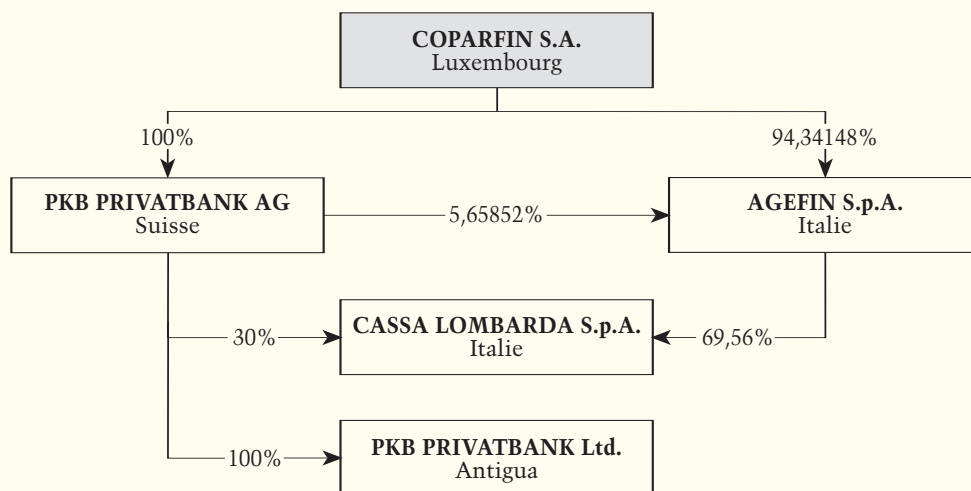 COPARFIN S.A.
Luxembourg
100%
94,34148%
PKB PRIVATBANK AG
Suisse
5,65852%
AGEFIN S.p.A.
Italie
30%
CASSA LOMBARDA S.p.A.
Italie
69,56%
100%
PKB PRIVATBANK Ltd.
Antigua